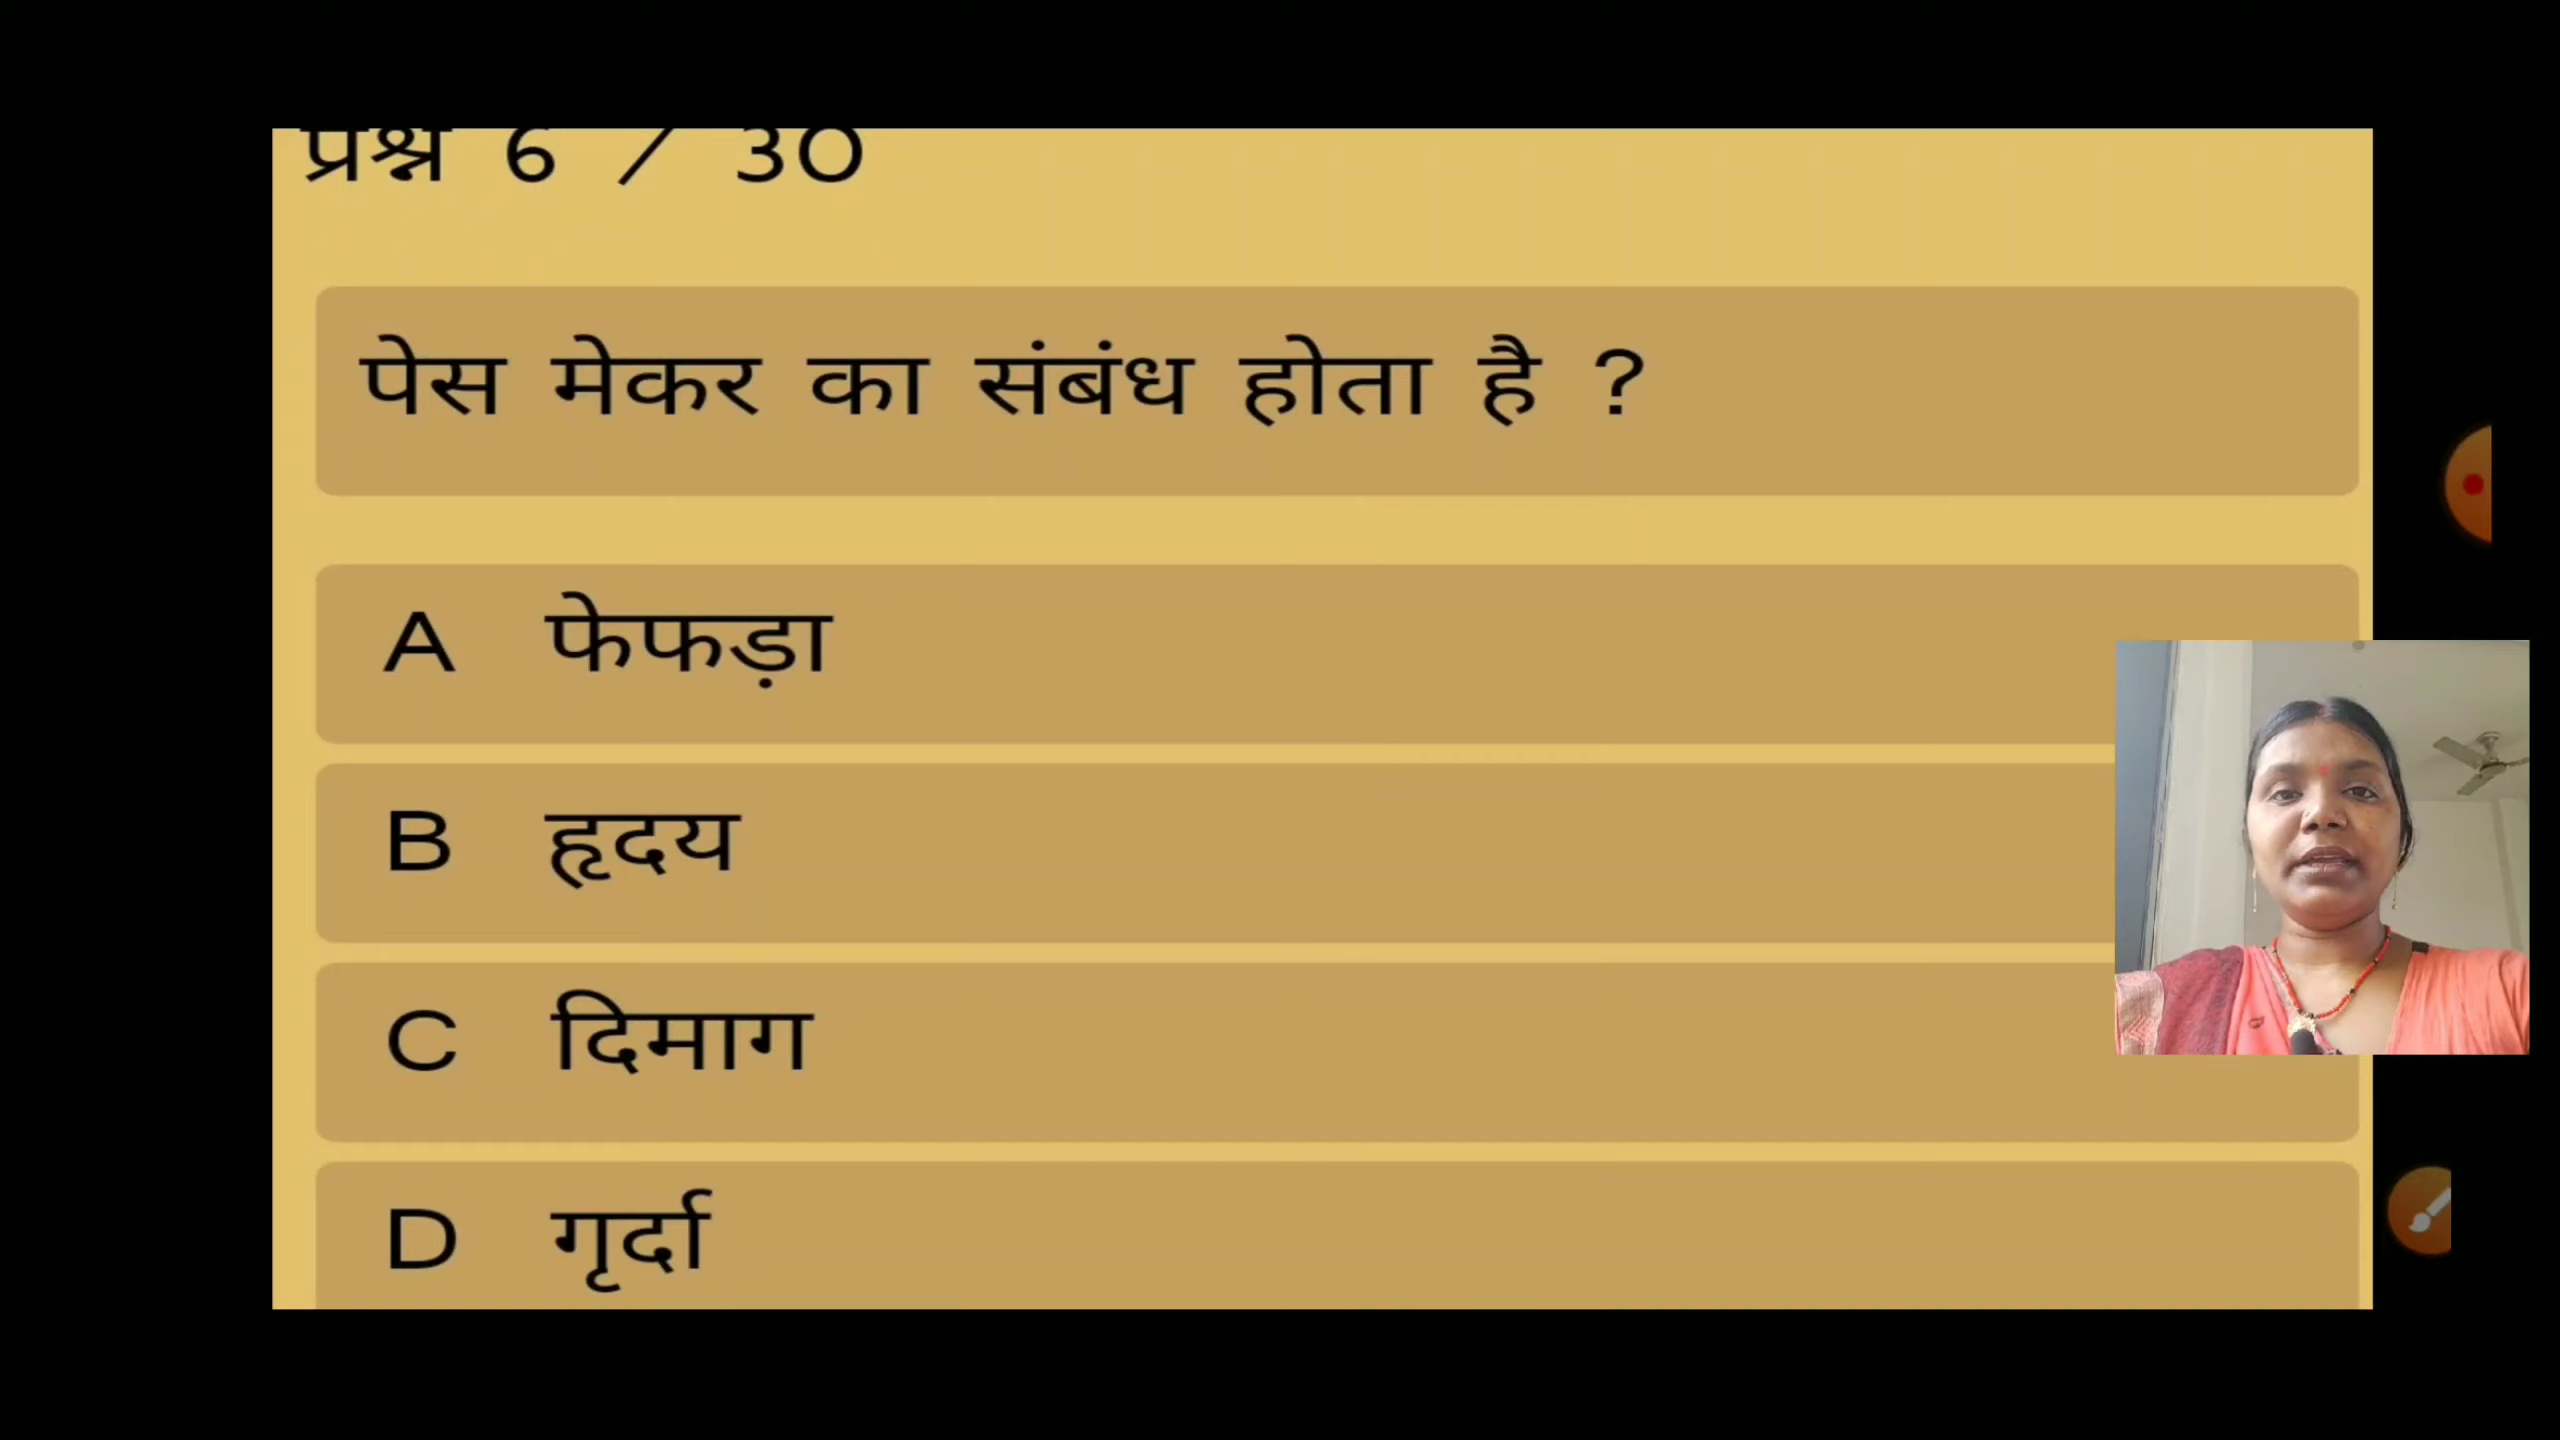 प्रश्न 6 / 30
पेस मेकर का संबंध होता है ?
A फेफड़ा
B हृदय
C दिमाग
D गृर्दा